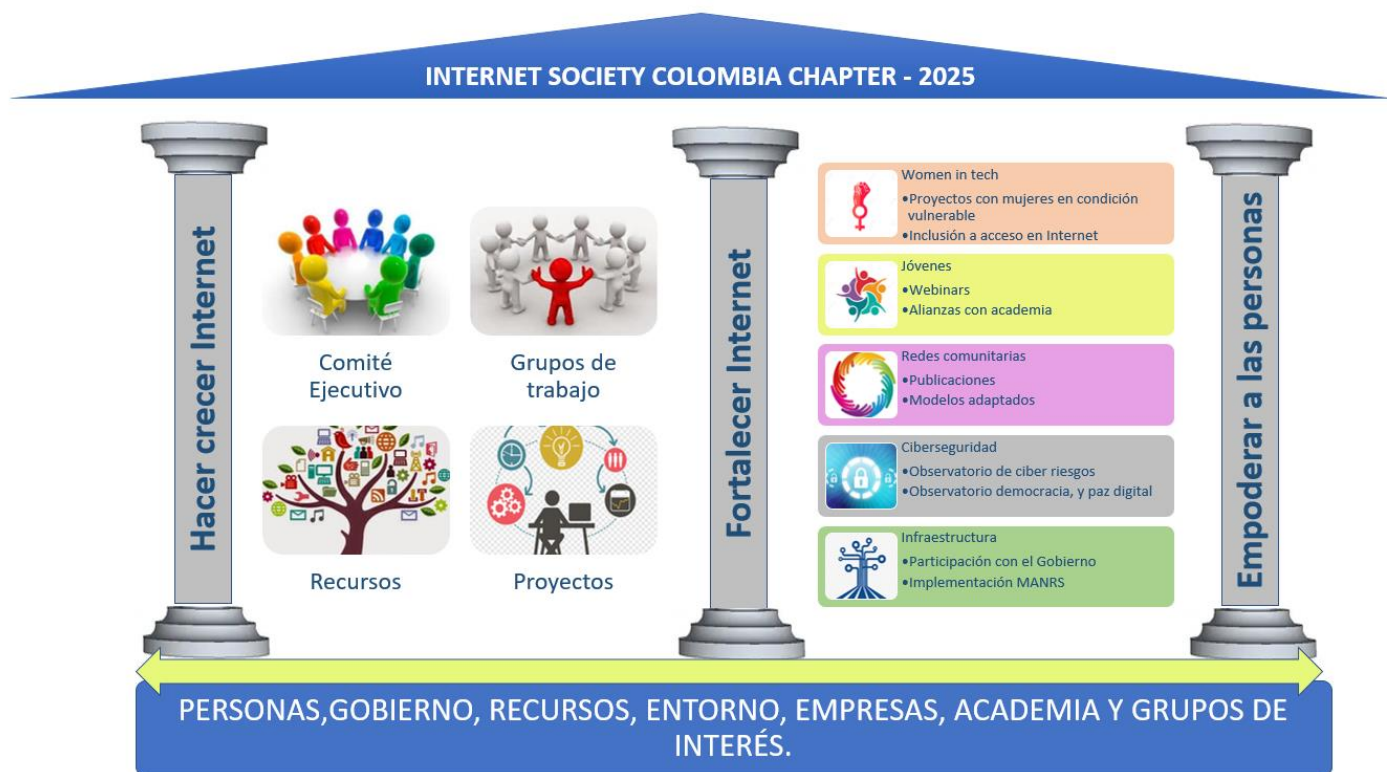 INTERNET SOCIETY COLOMBIA CHAPTER - 2025
Hacer crecer Internet
Comité
Ejecutivo
Grupos de
trabajo
Recursos
Proyectos
Fortalecer Internet
Women in tech
•Proyectos con mujeres en condición
vulnerable
•Inclusión a acceso en Internet
Jóvenes
•Webinars
•Alianzas con academia
Redes comunitarias
•Publicaciones
•Modelos adaptados
Ciberseguridad
•Observatorio de ciber riesgos
•Observatorio democracia, y paz digital
Infraestructura
•Participación con el Gobierno
•Implementación MANRS
Empoderar a las personas
PERSONAS,GOBIERNO, RECURSOS, ENTORNO, EMPRESAS, ACADEMIA Y GRUPOS DE
INTERÉS.